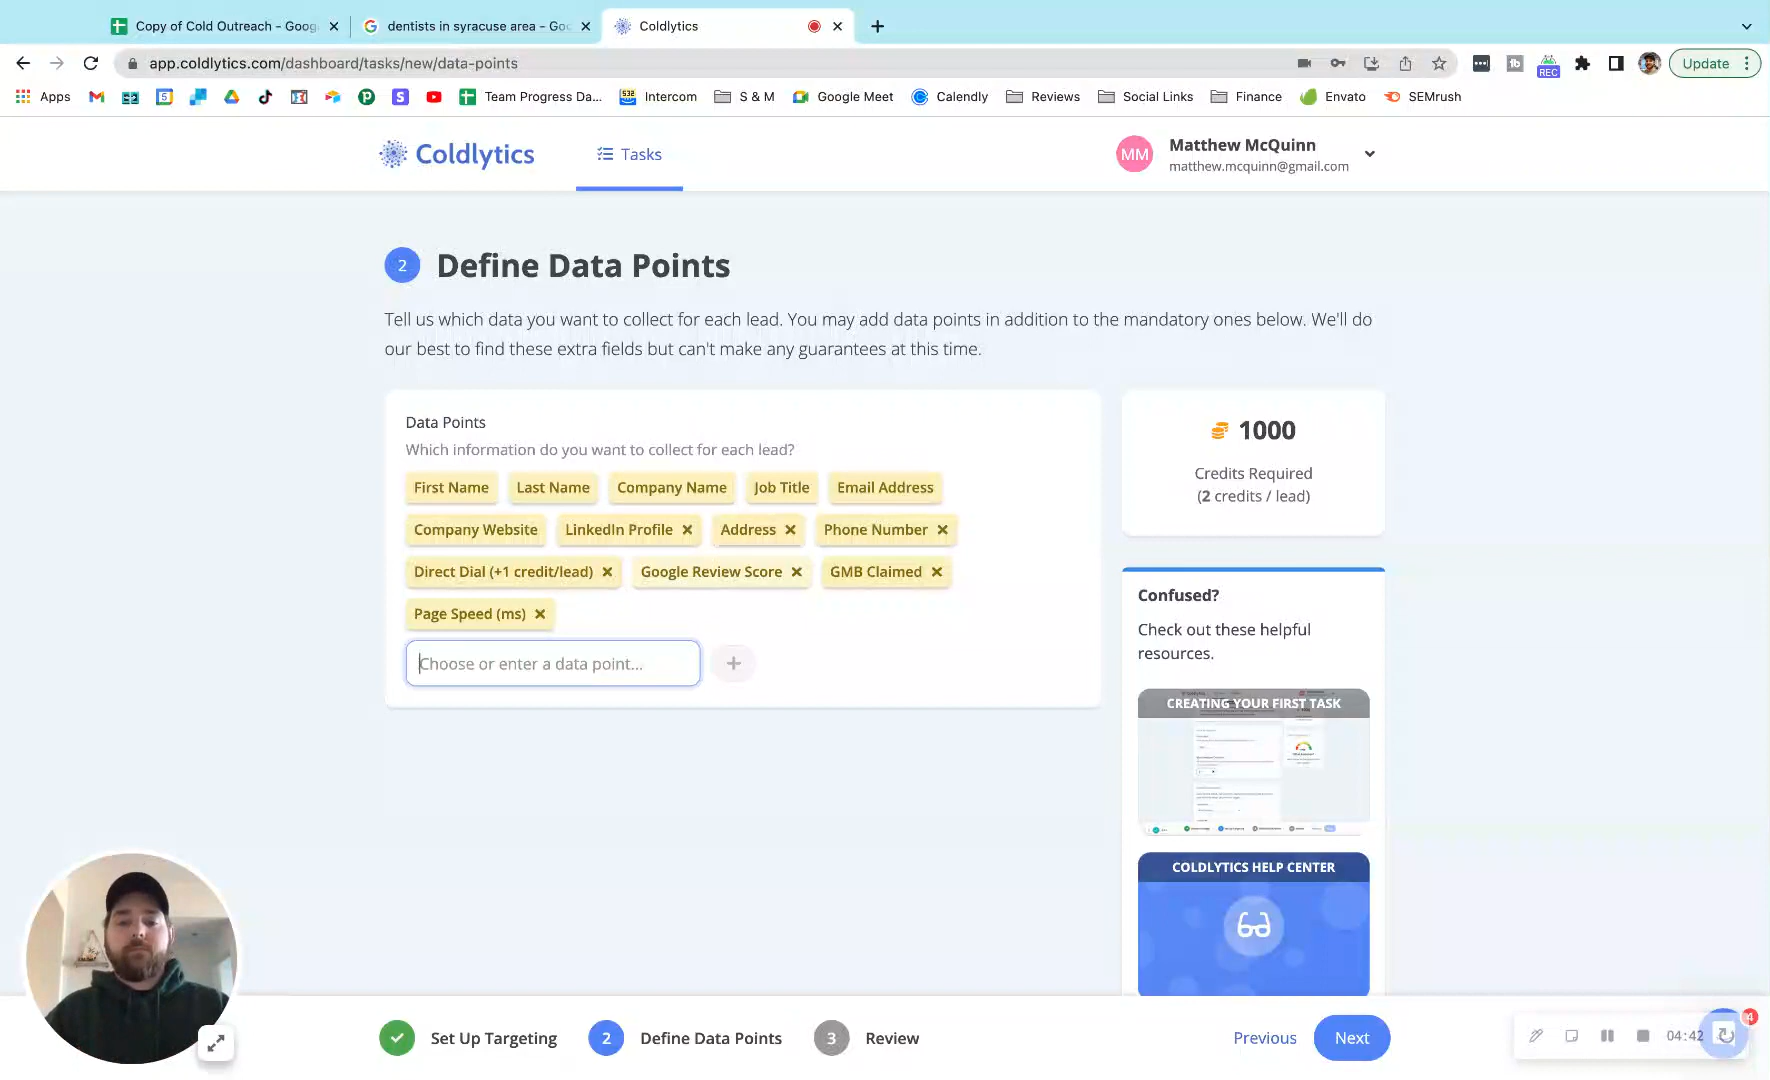 Copy of Cold Outreach – Goog
dentists in syracuse area – Goo
Coldlytics
app.coldlytics.com/dashboard/tasks/new/data-points
REC
Update
Apps
Team Progress Da...
Intercom
S & M
Google Meet
Calendly
Reviews
Social Links
Finance
Envato
SEMrush
Coldlytics
Tasks
MM
Matthew McQuinn
matthew.mcquinn@gmail.com
2
Define Data Points
Tell us which data you want to collect for each lead. You may add data points in addition to the mandatory ones below. We'll do
our best to find these extra fields but can't make any guarantees at this time.
Data Points
Which information do you want to collect for each lead?
First Name
Last Name
Company Name
Job Title
Email Address
Company Website
LinkedIn Profile
Address
Phone Number
Direct Dial (+1 credit/lead)
Google Review Score
GMB Claimed
Page Speed (ms)
Choose or enter a data point...
1000
Credits Required
(2 credits / lead)
Confused?
Check out these helpful
resources.
CREATING YOUR FIRST TASK
COLDLYTICS HELP CENTER
Set Up Targeting
2
Define Data Points
3
Review
Previous
Next
04:42
4